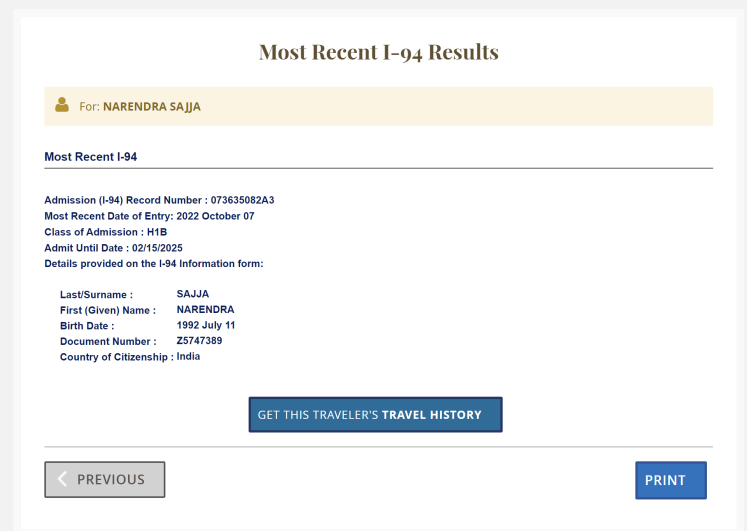 Most Recent I-94 Results
For: NARENDRA SAJJA
Most Recent I-94
Admission (I-94) Record Number : 073635082A3
Most Recent Date of Entry: 2022 October 07
Class of Admission : H1B
Admit Until Date : 02/15/2025
Details provided on the I-94 Information form:
Last/Surname : SAJJA
First (Given) Name : NARENDRA
Birth Date : 1992 July 11
Document Number : Z5747389
Country of Citizenship : India
GET THIS TRAVELER'S TRAVEL HISTORY
PREVIOUS
PRINT